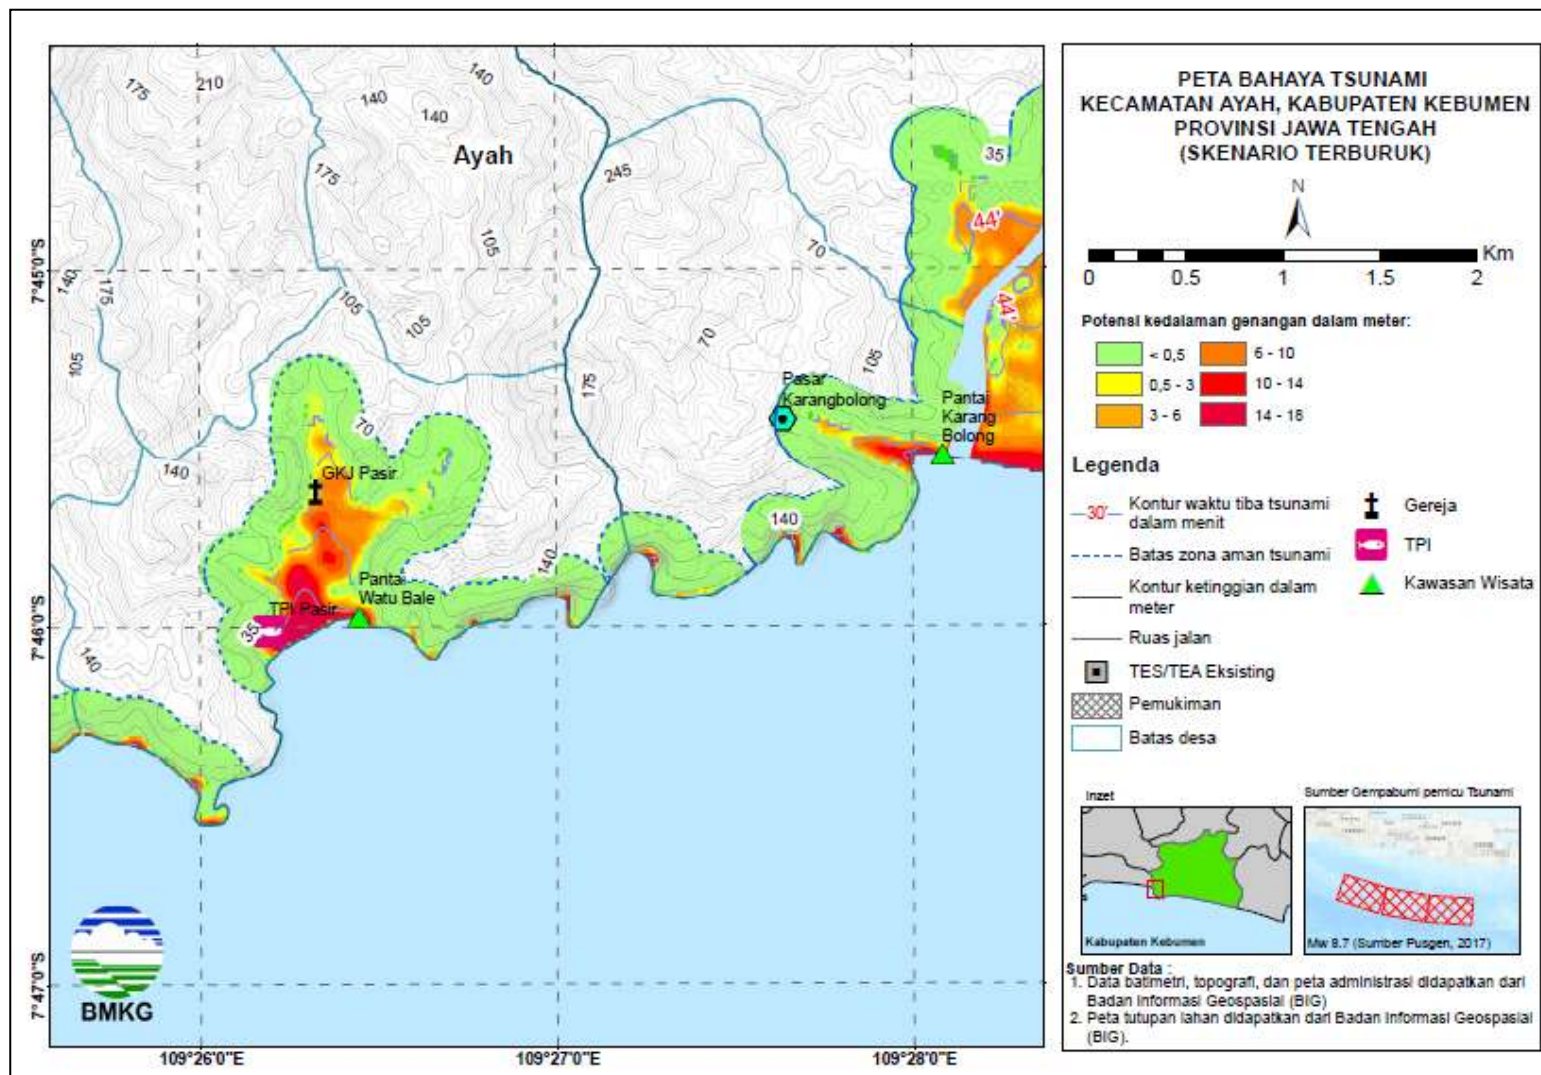 175
210
140
140
140
Ayah
175
245
35
44'
105
70
7°45'0"S
140
175
105
105
44'
105
70
105
175
Pasar
Karangbolong
Pantai
Karang
Bolong
70
140
GKJ Pasir
140
140
Pantai
Watu Bale
TPI Pasir
35
7°46'0"S
140
7°47'0"S
BMKG
109°26'0"E
109°27'0"E
109°28'0"E
PETA BAHAYA TSUNAMI
KECAMATAN AYAH, KABUPATEN KEBUMEN
PROVINSI JAWA TENGAH
(SKENARIO TERBURUK)
N
Km
0 0.5 1 1.5 2
Potensi kedalaman genangan dalam meter:
< 0,5 6 - 10
0,5 - 3 10 - 14
3 - 6 14 - 18
Legenda
30' Kontur waktu tiba tsunami
dalam menit
Batas zona aman tsunami
Kontur ketinggian dalam
meter
Ruas jalan
TES/TEA Eksisting
Pemukiman
Batas desa
Gereja
TPI
Kawasan Wisata
Inzet
Kabupaten Kebumen
Sumber Gempabumi pemicu Tsunami
Mw 8.7 (Sumber Pusgen, 2017)
Sumber Data :
1. Data batimetri, topografi, dan peta administrasi didapatkan dari
Badan Informasi Geospasial (BIG)
2. Peta tutupan lahan didapatkan dari Badan Informasi Geospasial
(BIG).